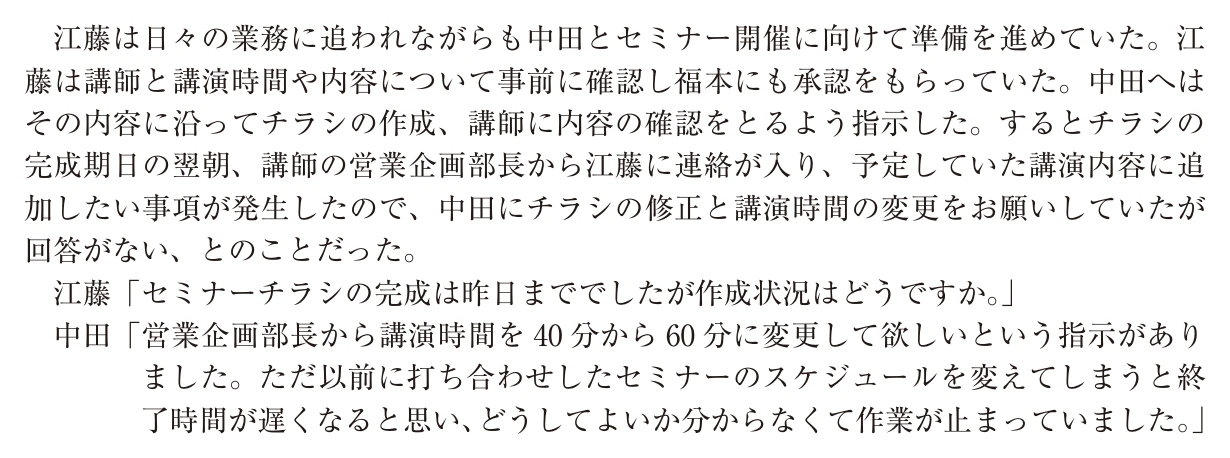 江藤は日々の業務に追われながらも中田とセミナー開催に向けて準備を進めていた。江
藤は講師と講演時間や内容について事前に確認し福本にも承認をもらっていた。中田へは
その内容に沿ってチラシの作成、講師に内容の確認をとるよう指示した。するとチラシの
完成期日の翌朝、講師の営業企画部長から江藤に連絡が入り、予定していた講演内容に追
加したい事項が発生したので、中田にチラシの修正と講演時間の変更をお願いしていたが
回答がない、とのことだった。
江藤「セミナーチラシの完成は昨日まででしたが作成状況はどうですか。」
中田「営業企画部長から講演時間を 40 分から 60 分に変更して欲しいという指示があり
ました。ただ以前に打ち合わせしたセミナーのスケジュールを変えてしまうと終
了時間が遅くなると思い、どうしてよいか分からなくて作業が止まっていました。」